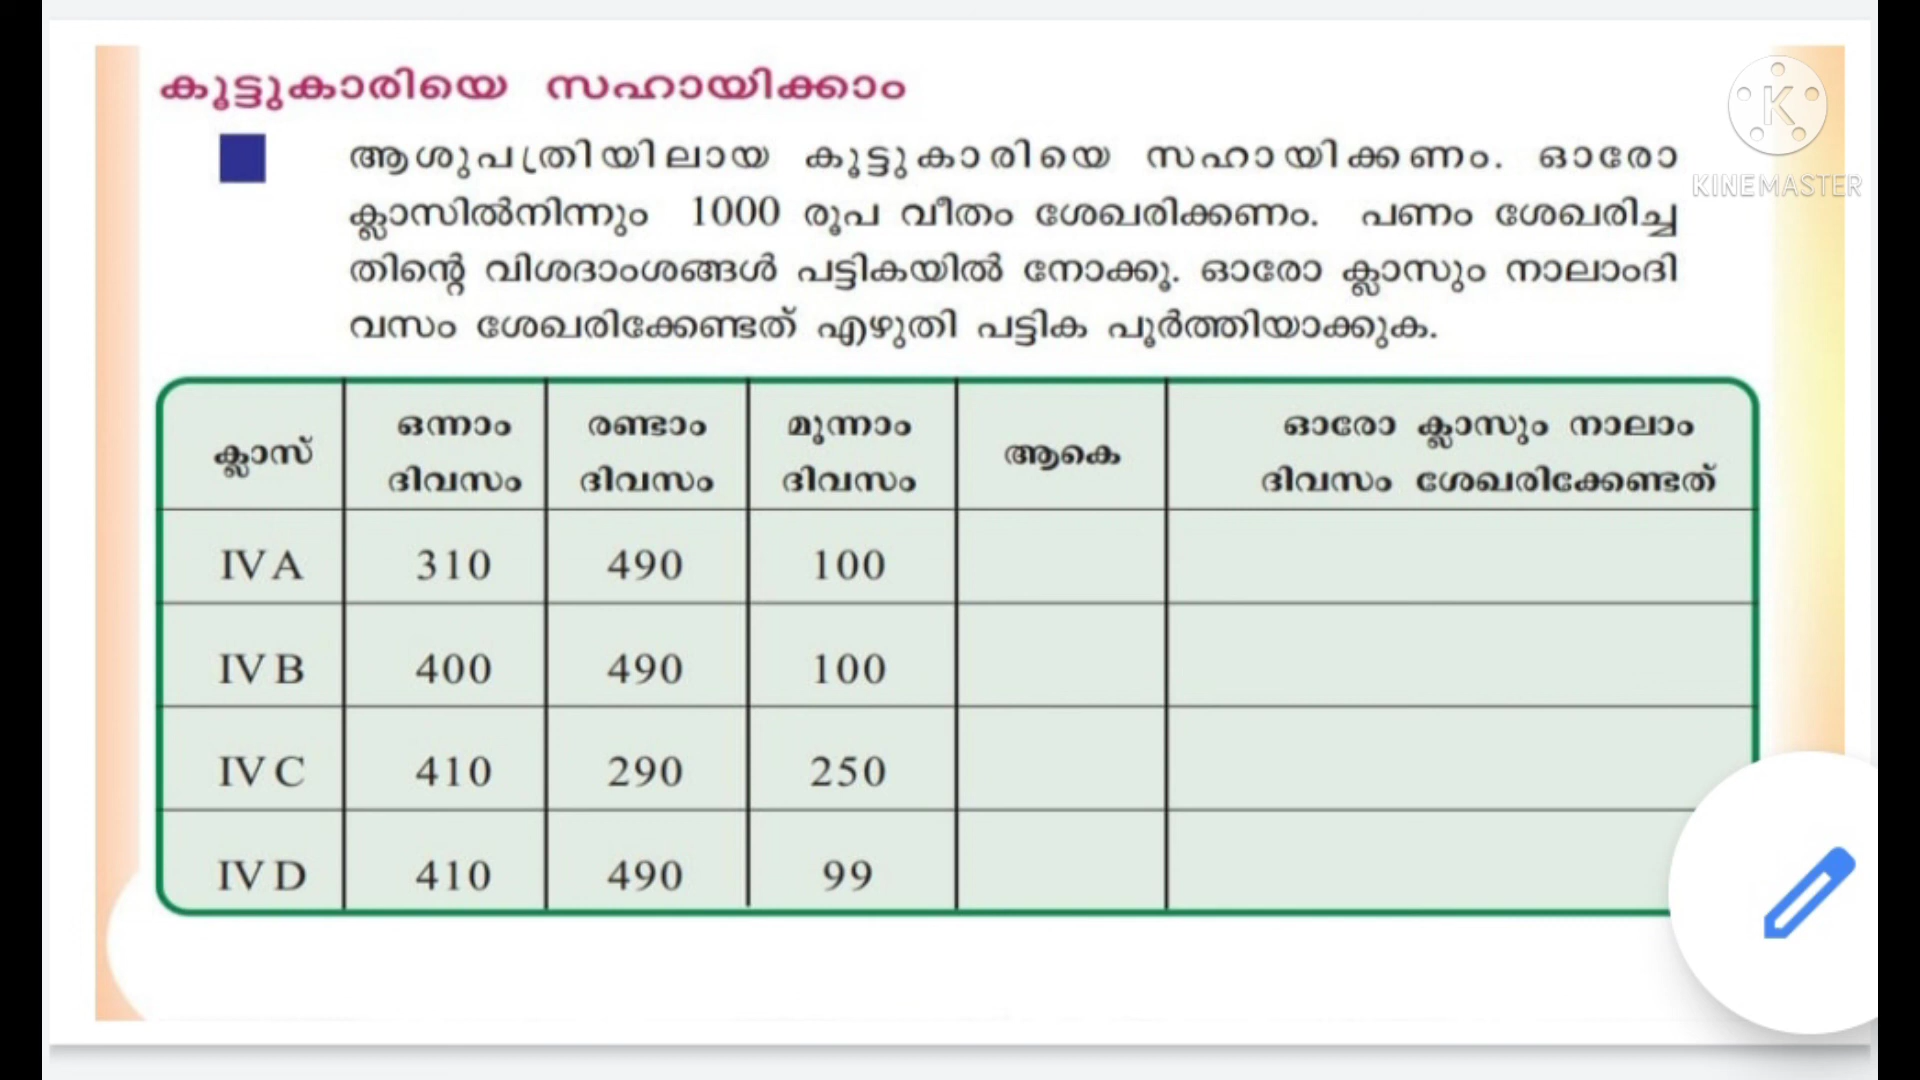 കൂട്ടുകാരിയെ സഹായിക്കാം
ആശുപത്രിയിലായ കൂട്ടുകാരിയെ സഹായിക്കണം. ഓരോ
ക്ലാസിൽനിന്നും 1000 രൂപ വീതം ശേഖരിക്കണം. പണം ശേഖരിച്ച
തിന്റെ വിശദാംശങ്ങൾ പട്ടികയിൽ നോക്കൂ. ഓരോ ക്ലാസും നാലാംദി
വസം ശേഖരിക്കേണ്ടത് എഴുതി പട്ടിക പൂർത്തിയാക്കുക.
ക്ലാസ് ഒന്നാം ദിവസം രണ്ടാം ദിവസം മൂന്നാം ദിവസം ആകെ ഓരോ ക്ലാസും നാലാം ദിവസം ശേഖരിക്കേണ്ടത്
IV A 310 490 100
IV B 400 490 100
IV C 410 290 250
IV D 410 490 99
KINEMASTER